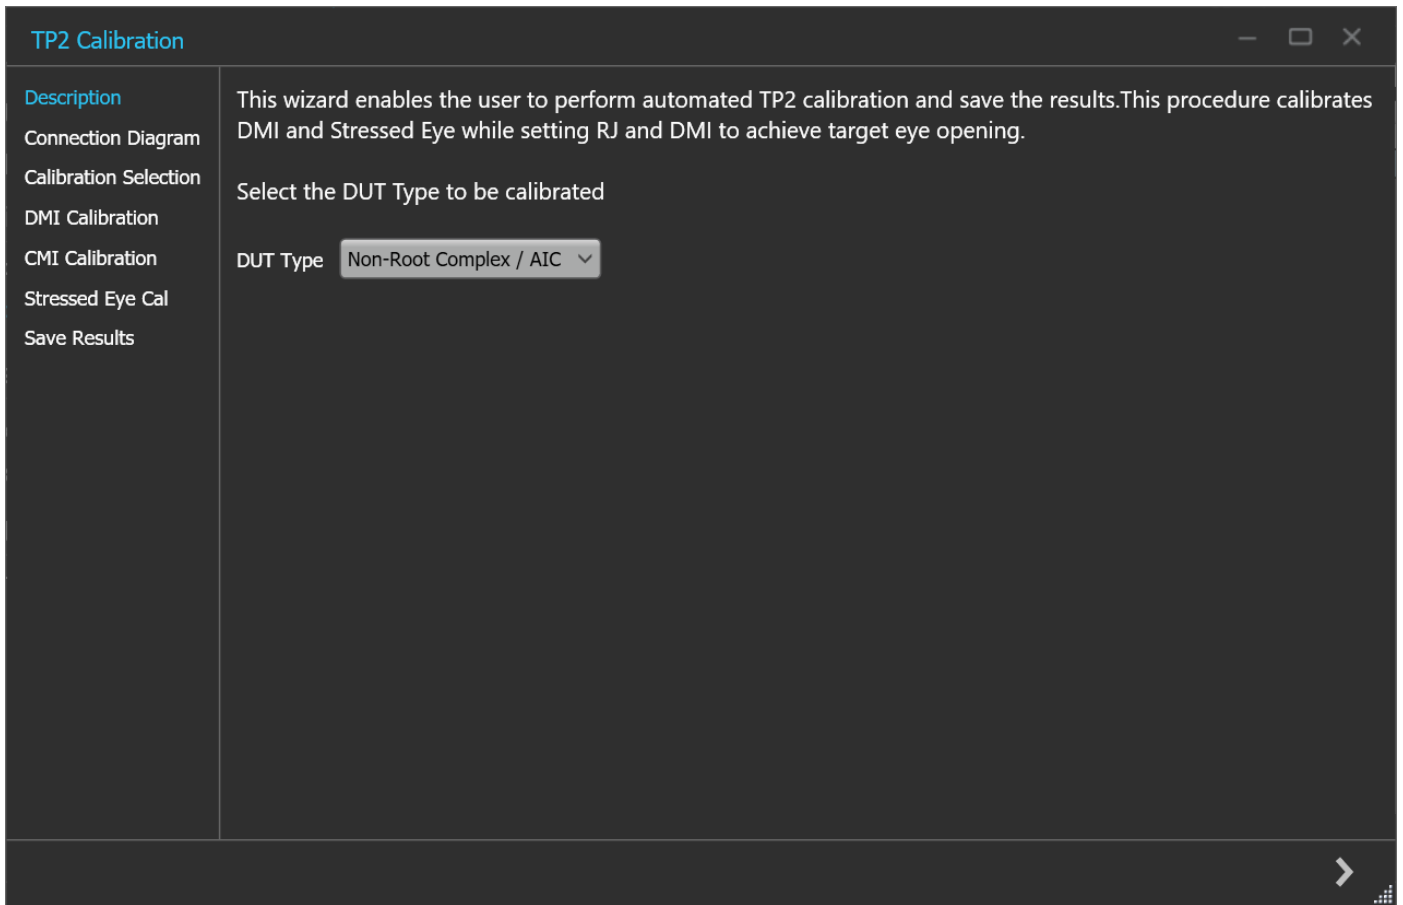 TP2 Calibration
Description
Connection Diagram
Calibration Selection
DMI Calibration
CMI Calibration
Stressed Eye Cal
Save Results
This wizard enables the user to perform automated TP2 calibration and save the results.This procedure calibrates
DMI and Stressed Eye while setting RJ and DMI to achieve target eye opening.
Select the DUT Type to be calibrated
DUT Type Non-Root Complex / AIC